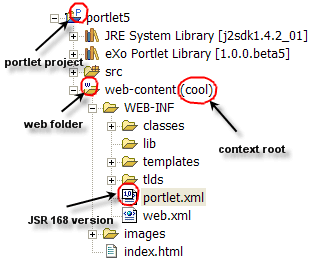 portlet5
JRE System Library [j2sdk1.4.2_01]
portlet project
eXo Portlet Library [1.0.0.beta5]
src
web-content (cool)
web folder
WEB-INF
classes
context root
lib
templates
tlds
portlet.xml
JSR 168 version
web.xml
images
index.html